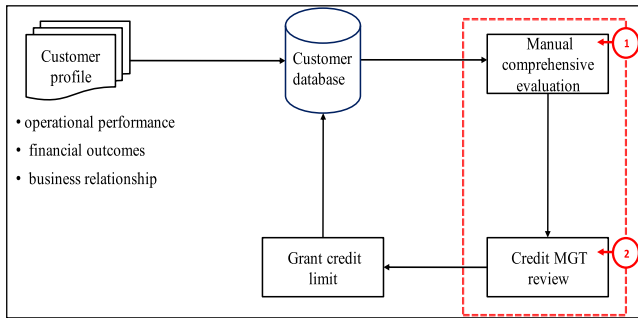 Customer
profile
Customer
database
Manual
comprehensive
evaluation
1
• operational performance
• financial outcomes
• business relationship
Grant credit
limit
Credit MGT
review
2